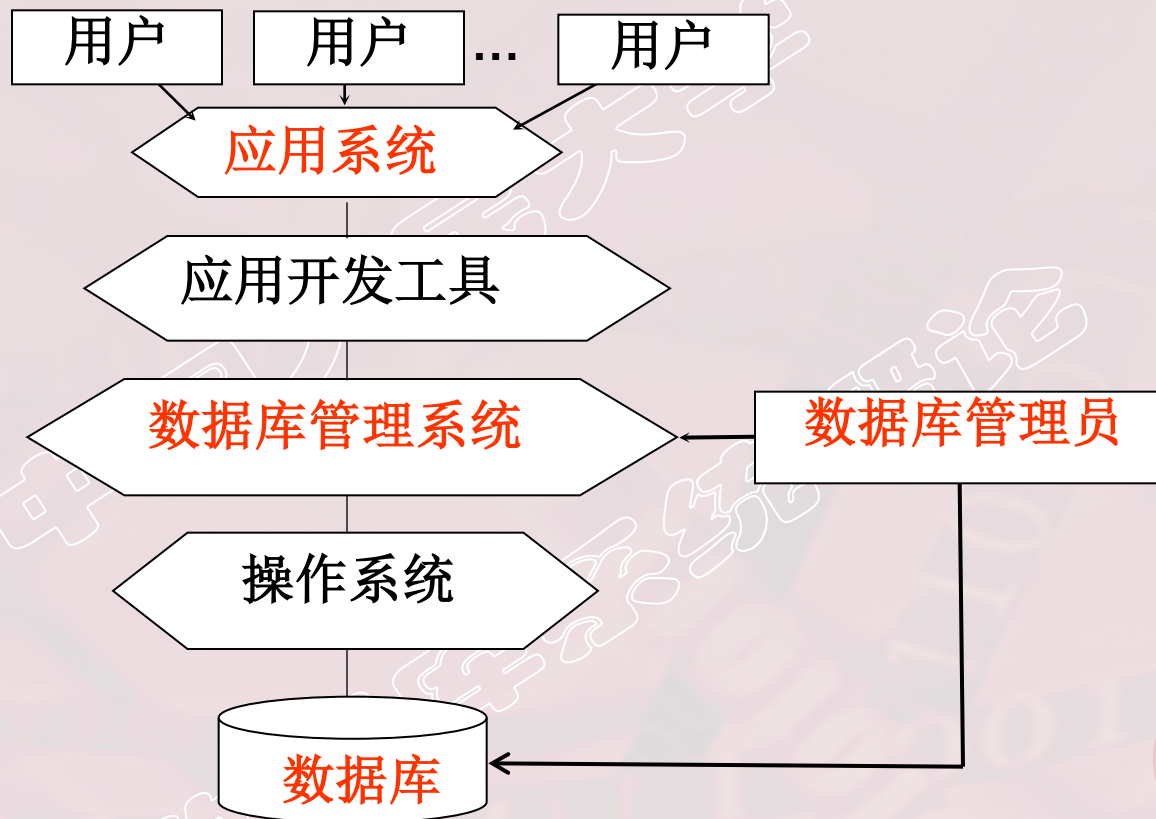 用户 用户 ... 用户
应用系统
应用开发工具
数据库管理系统
数据库管理员
操作系统
数据库